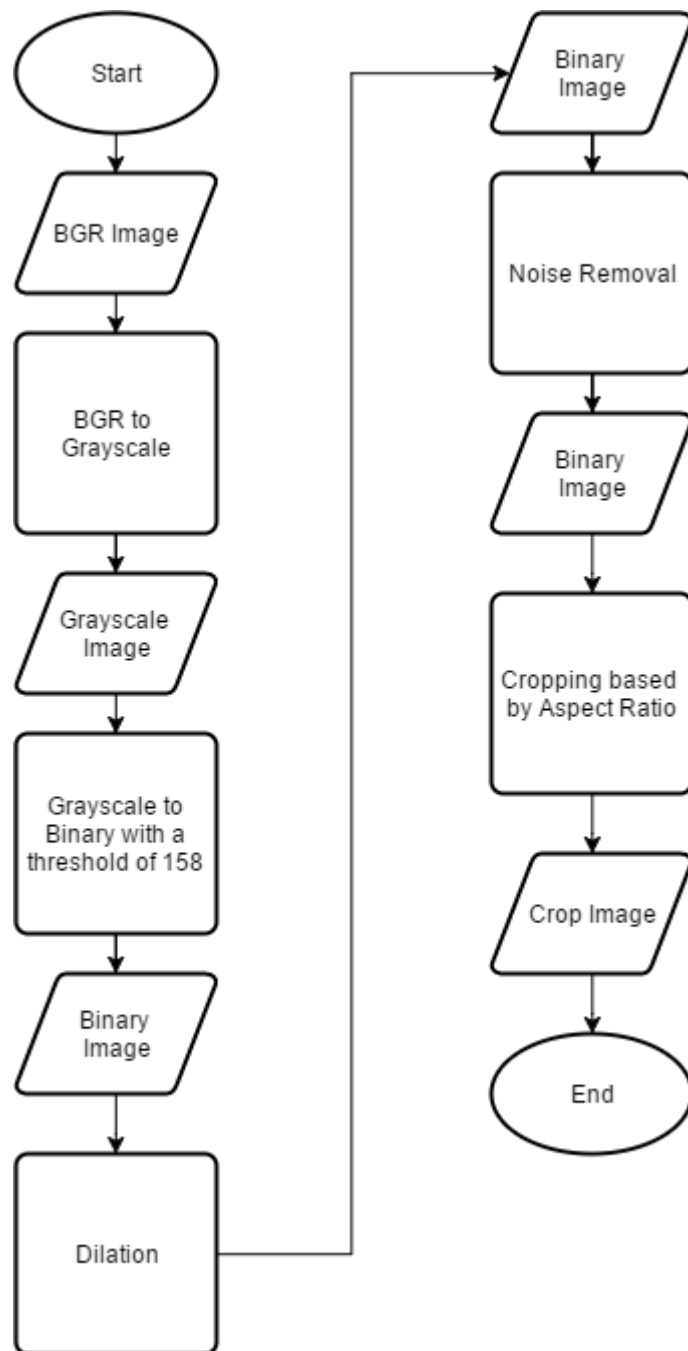 Start
BGR Image
BGR to
Grayscale
Grayscale
Image
Grayscale to
Binary with a
threshold of 158
Binary
Image
Dilation
Binary
Image
Noise Removal
Binary
Image
Cropping based
by Aspect Ratio
Crop Image
End